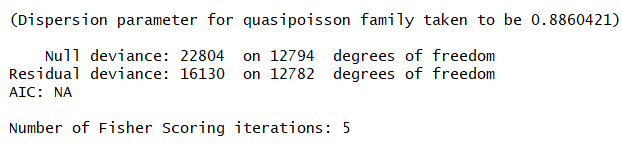 (Dispersion parameter for quasipoisson family taken to be 0.8860421)
Null deviance: 22804  on 12794  degrees of freedom
Residual deviance: 16130  on 12782  degrees of freedom
AIC: NA
Number of Fisher Scoring iterations: 5